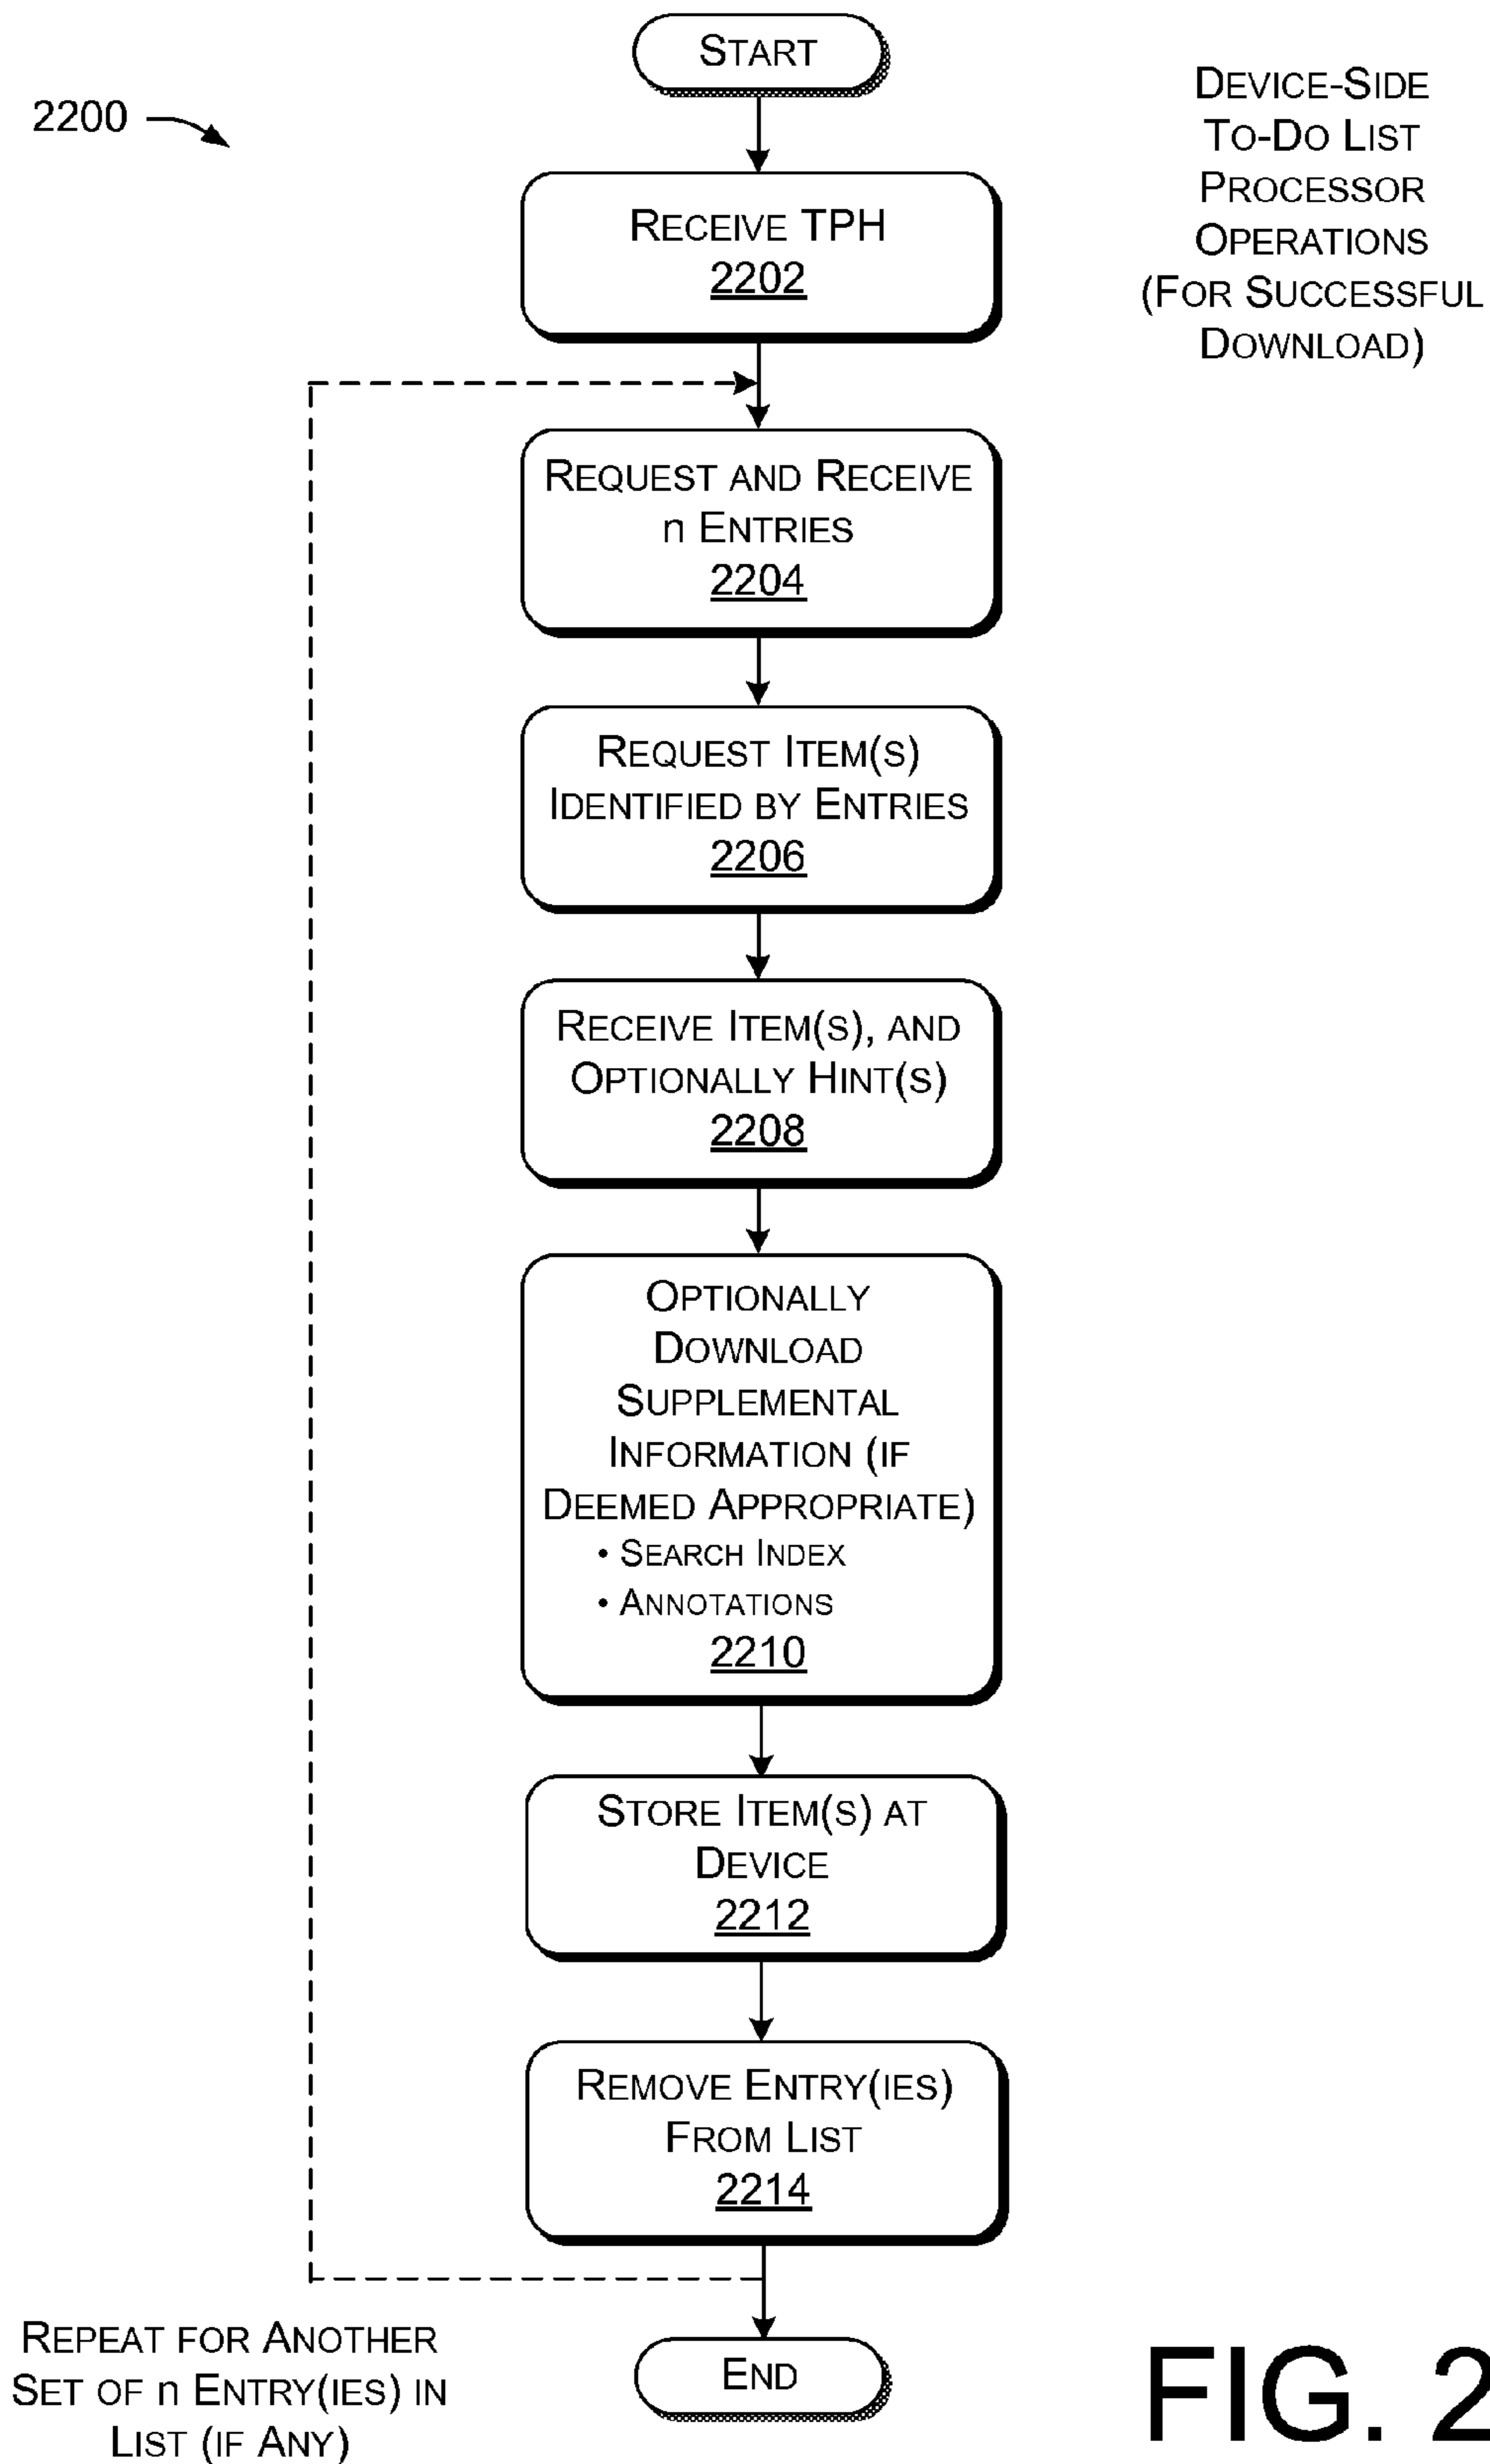 START
2200
DEVICE-SIDE
TO-DO LIST
PROCESSOR
OPERATIONS
(FOR SUCCESSFUL
DOWNLOAD)
RECEIVE TPH
2202
REQUEST AND RECEIVE
n ENTRIES
2204
REQUEST ITEM(S)
IDENTIFIED BY ENTRIES
2206
RECEIVE ITEM(S), AND
OPTIONALLY HINT(S)
2208
OPTIONALLY
DOWNLOAD
SUPPLEMENTAL
INFORMATION (IF
DEEMED APPROPRIATE)
• SEARCH INDEX
• ANNOTATIONS
2210
STORE ITEM(S) AT
DEVICE
2212
REMOVE ENTRY(IES)
FROM LIST
2214
REPEAT FOR ANOTHER
SET OF n ENTRY(IES) IN
LIST (IF ANY)
END
FIG. 2